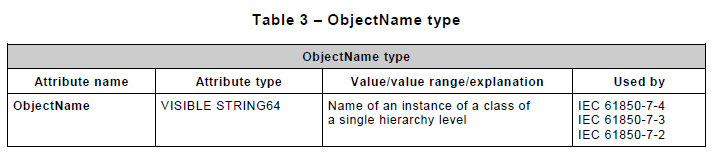 Table 3 – ObjectName type
ObjectName type
Attribute name Attribute type Value/value range/explanation Used by
ObjectName VISIBLE STRING64 Name of an instance of a class of IEC 61850-7-4
a single hierarchy level IEC 61850-7-3
IEC 61850-7-2